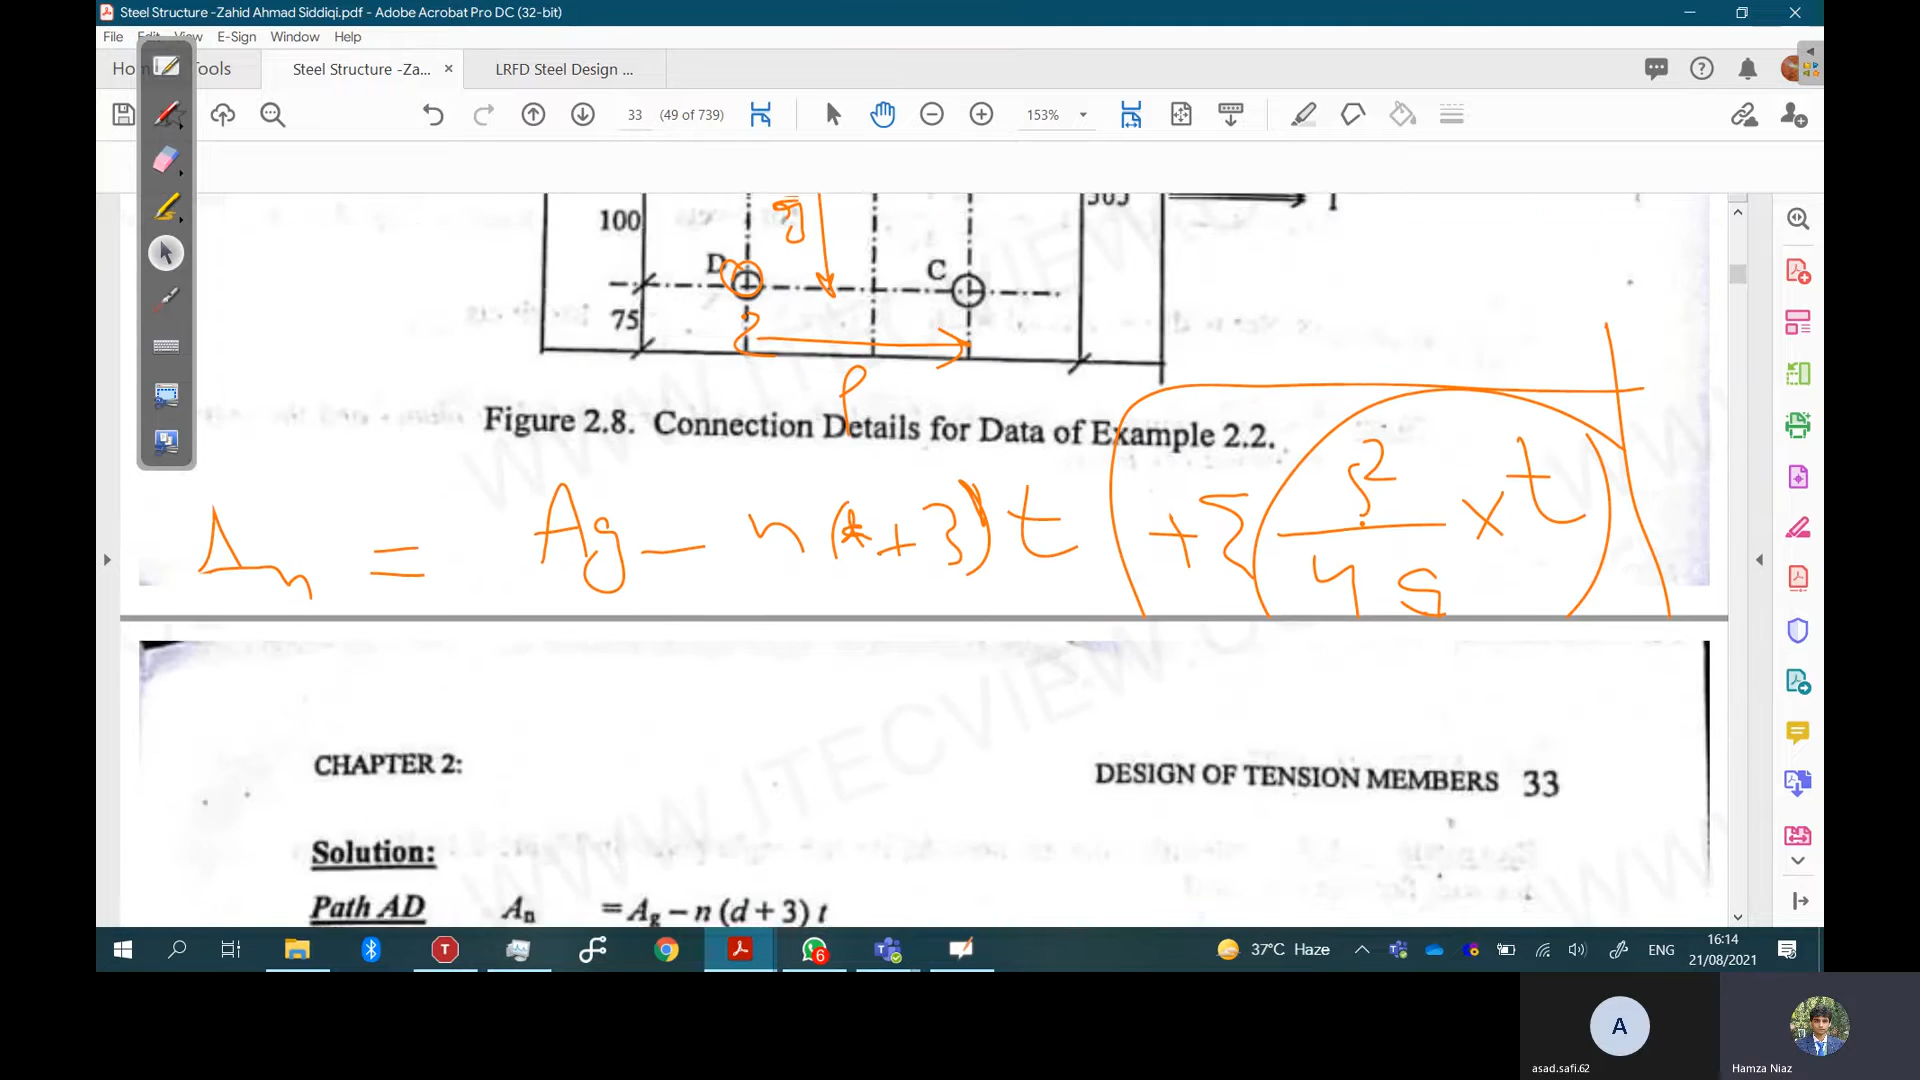 Steel Structure -Zahid Ahmad Siddiqi.pdf - Adobe Acrobat Pro DC (32-bit)
File Edit View E-Sign Window Help
Tools
Steel Structure -Za... ×
LRFD Steel Design ...
33 (49 of 739)
153%
100
75
D
C
g
P
Figure 2.8. Connection Details for Data of Example 2.2.
An = Ag - n ( + 3) t + Σ s² / 4g × t
CHAPTER 2:
DESIGN OF TENSION MEMBERS 33
Solution:
Path AD An = Ag – n (d + 3) t
WWW.ITECVIEW.
T
6
37°C Haze
ENG
16:14
21/08/2021
A
asad.safi.62
Hamza Niaz